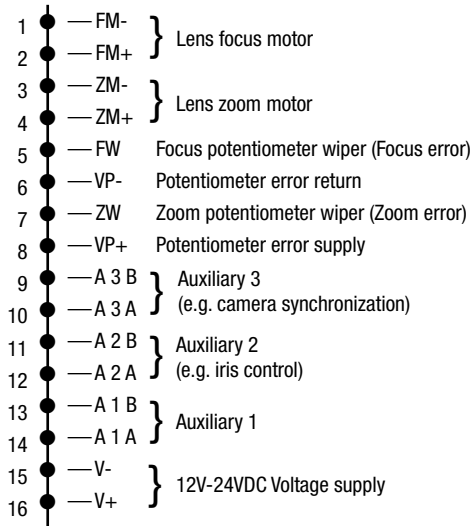 1 FM-
2 FM+
Lens focus motor
3 ZM-
4 ZM+
Lens zoom motor
5 FW Focus potentiometer wiper (Focus error)
6 VP- Potentiometer error return
7 ZW Zoom potentiometer wiper (Zoom error)
8 VP+ Potentiometer error supply
9 A 3 B
10 A 3 A
Auxiliary 3
(e.g. camera synchronization)
11 A 2 B
12 A 2 A
Auxiliary 2
(e.g. iris control)
13 A 1 B
14 A 1 A
Auxiliary 1
15 V-
16 V+
12V-24VDC Voltage supply